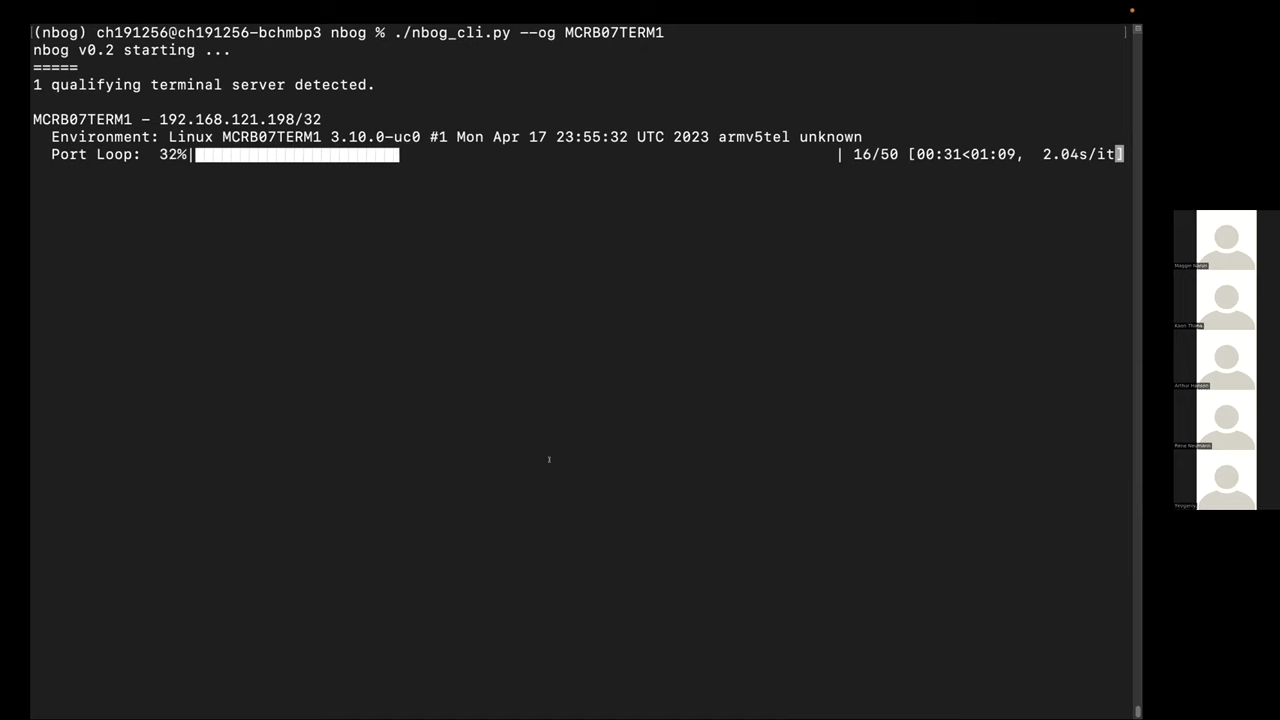 (nbog) ch191256@ch191256-bchmbp3 nbog % ./nbog_cli.py --og MCRB07TERM1
nbog v0.2 starting ...
=====
1 qualifying terminal server detected.
MCRB07TERM1 - 192.168.121.198/32
Environment: Linux MCRB07TERM1 3.10.0-uc0 #1 Mon Apr 17 23:55:32 UTC 2023 armv5tel unknown
Port Loop: 32%| | 16/50 [00:31<01:09, 2.04s/it]
Arthur
Yevgeniy